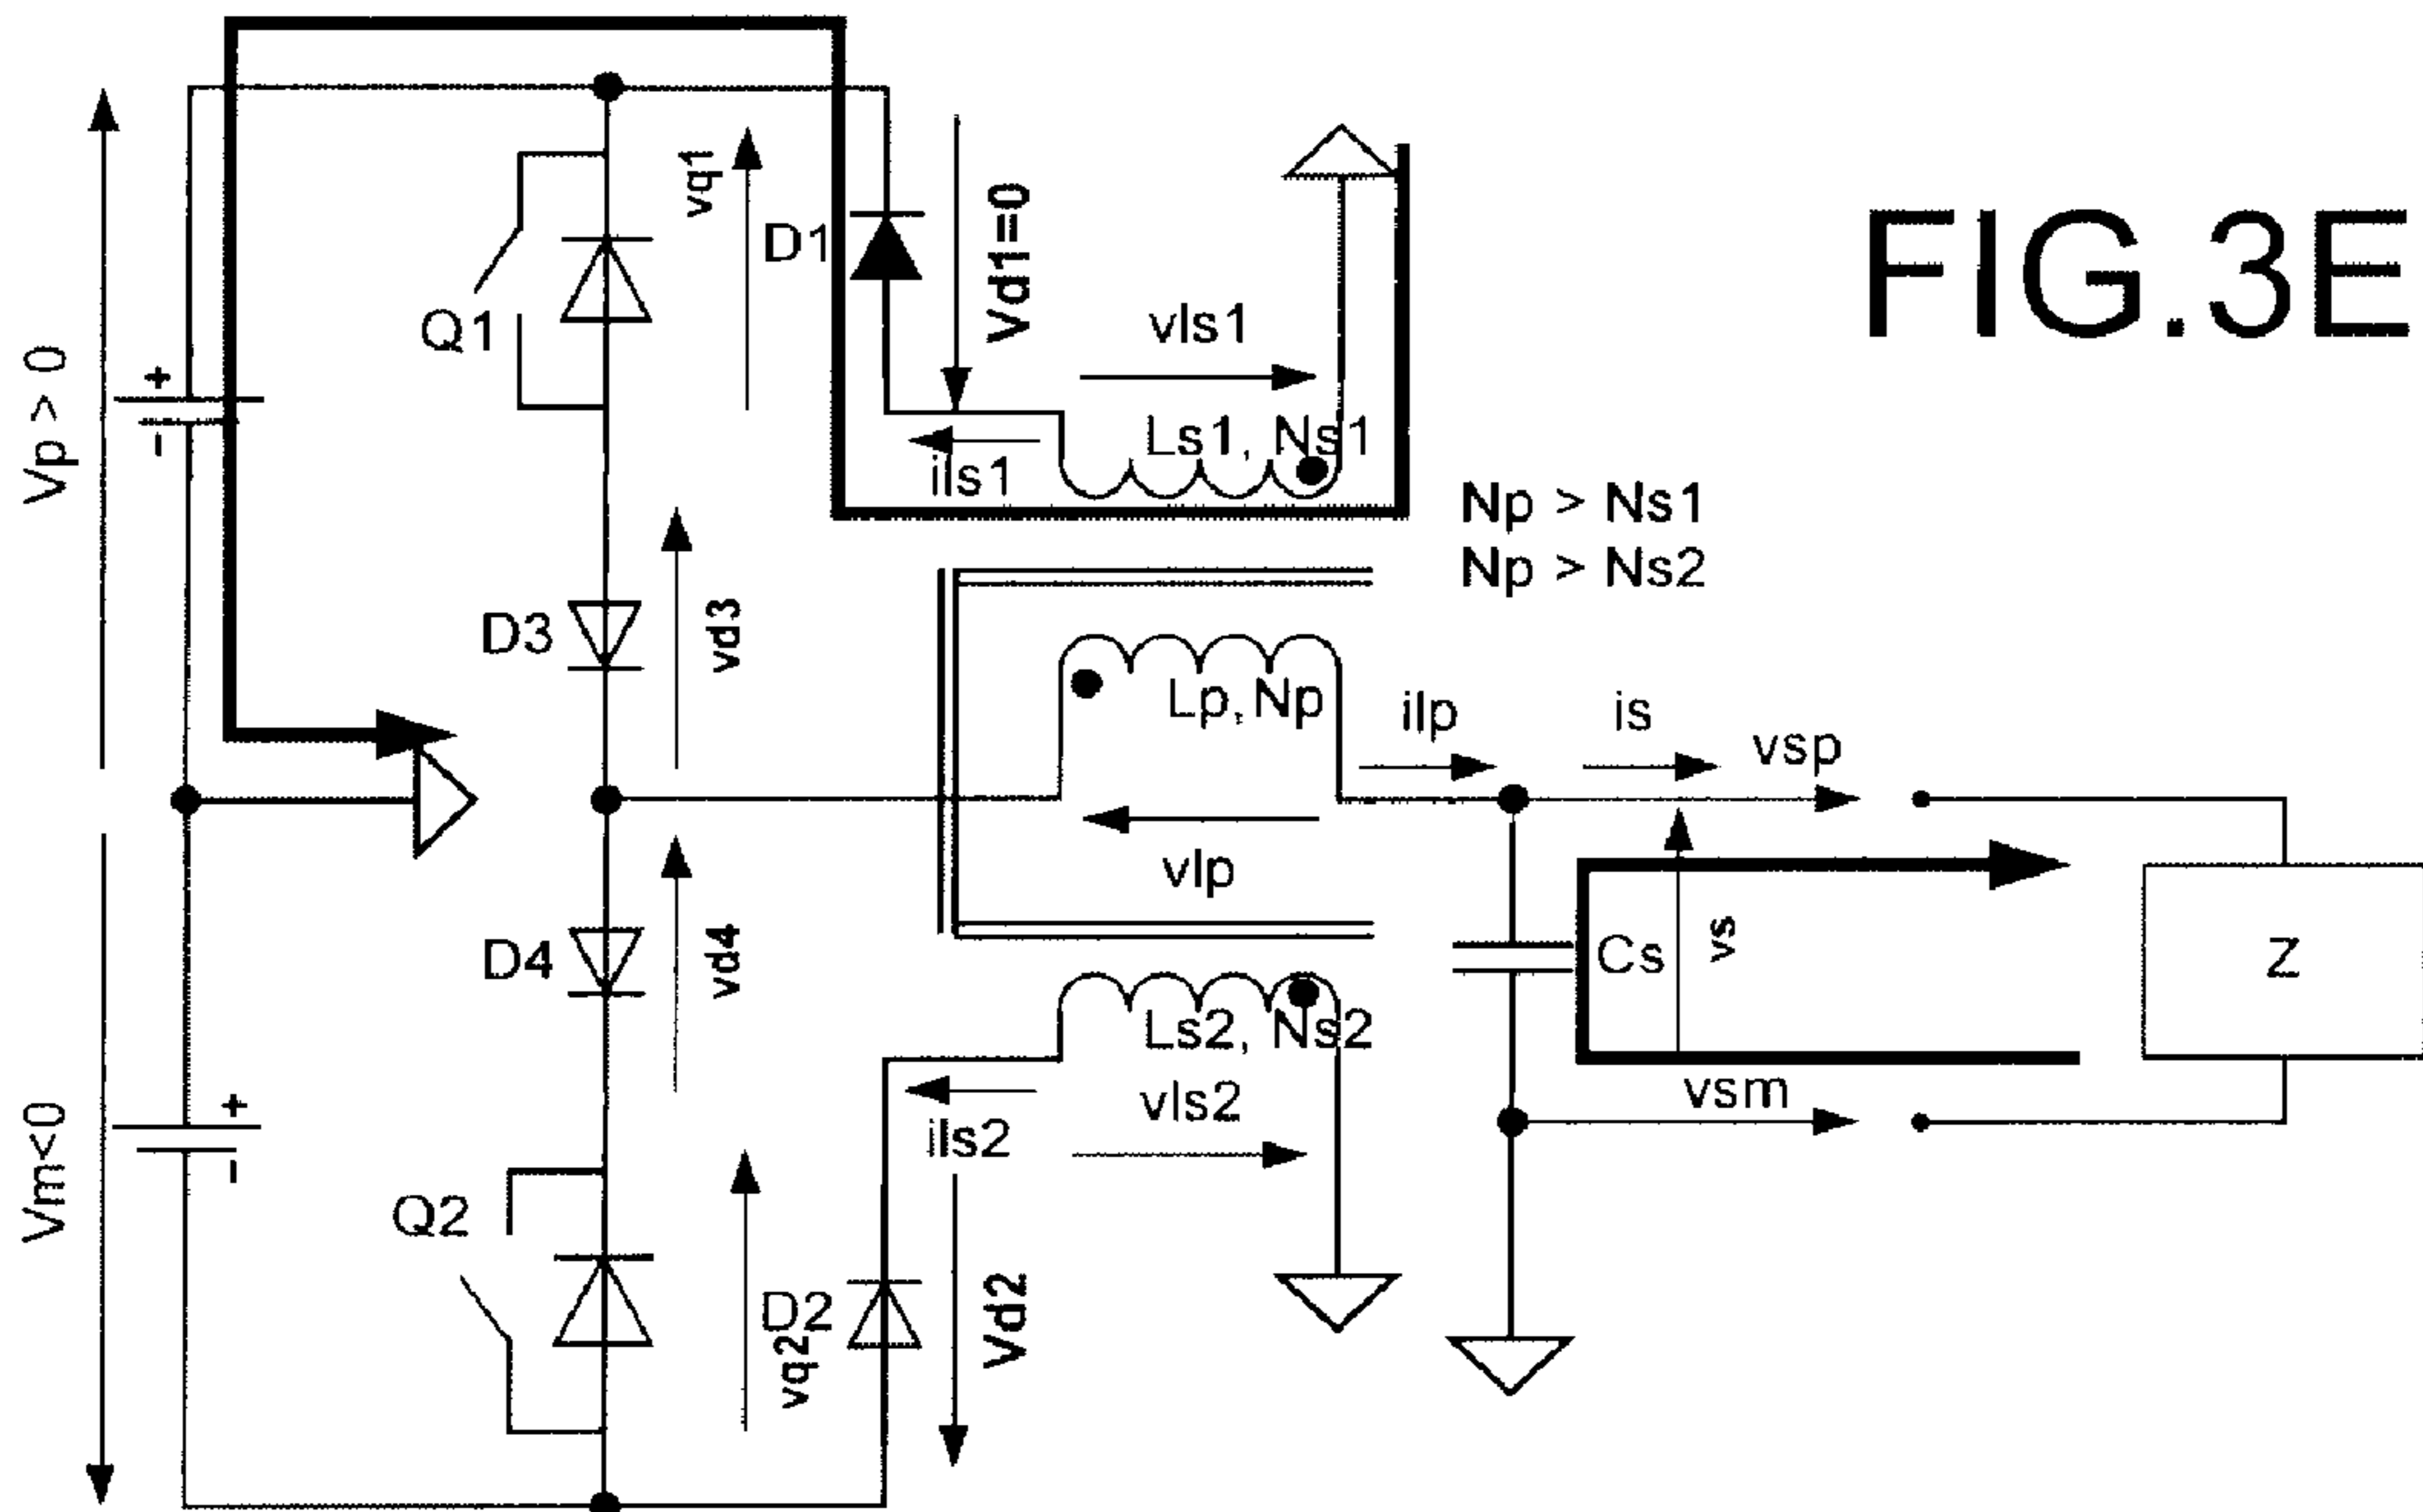 FIG.3E
vq1
D1
Vd1=0
vls1
Q1
Vp > 0
+
-
Ls1, Ns1
ils1
Np > Ns1
Np > Ns2
D3
vd3
Lp, Np
ilp
is
vsp
vlp
D4
vd4
Cs
vs
Z
Ls2, Ns2
vsm
vls2
ils2
Vm<0
+
-
Q2
D2
vq2
Vd2